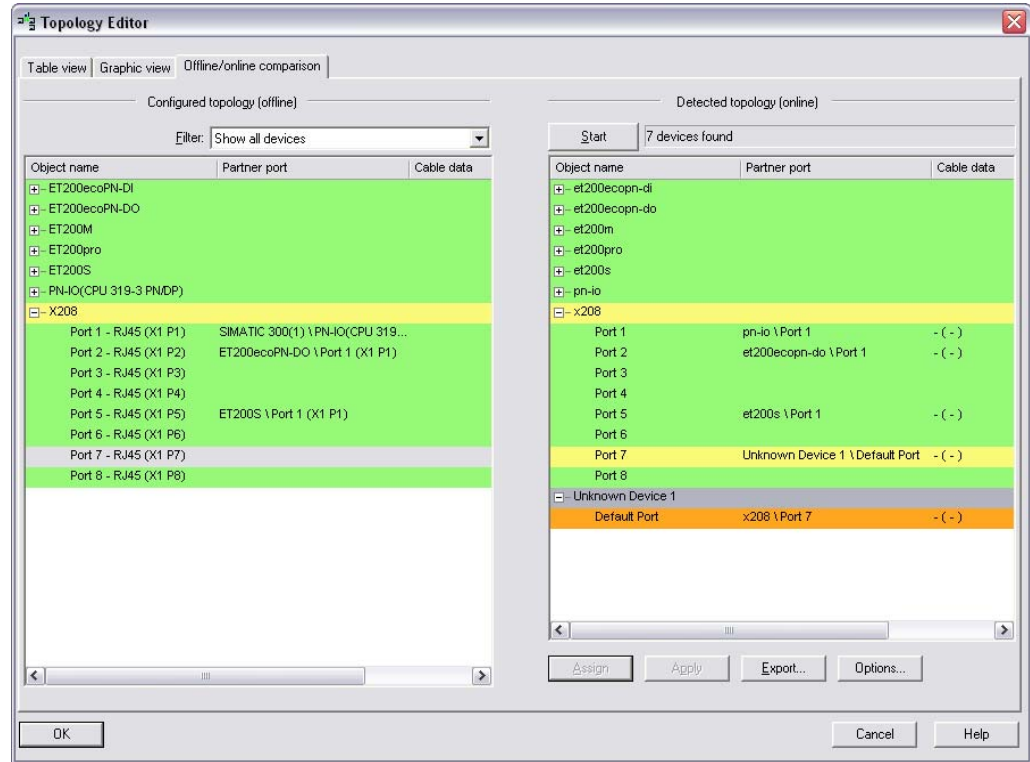 Topology Editor
Table view Graphic view Offline/online comparison
Configured topology (offline)
Filter: Show all devices
Object name Partner port Cable data
ET200ecoPN-DI
ET200ecoPN-DO
ET200M
ET200pro
ET200S
PN-IO(CPU 319-3 PN/DP)
X208
Port 1 - RJ45 (X1 P1) SIMATIC 300(1) \ PN-IO(CPU 319...
Port 2 - RJ45 (X1 P2) ET200ecoPN-DO \ Port 1 (X1 P1)
Port 3 - RJ45 (X1 P3)
Port 4 - RJ45 (X1 P4)
Port 5 - RJ45 (X1 P5) ET200S \ Port 1 (X1 P1)
Port 6 - RJ45 (X1 P6)
Port 7 - RJ45 (X1 P7)
Port 8 - RJ45 (X1 P8)
Detected topology (online)
Start 7 devices found
Object name Partner port Cable data
et200ecopn-di
et200ecopn-do
et200m
et200pro
et200s
pn-io
x208
Port 1 pn-io \ Port 1 - ( - )
Port 2 et200ecopn-do \ Port 1 - ( - )
Port 3
Port 4
Port 5 et200s \ Port 1 - ( - )
Port 6
Port 7 Unknown Device 1 \ Default Port - ( - )
Port 8
Unknown Device 1
Default Port x208 \ Port 7 - ( - )
Assign Apply Export... Options...
OK Cancel Help